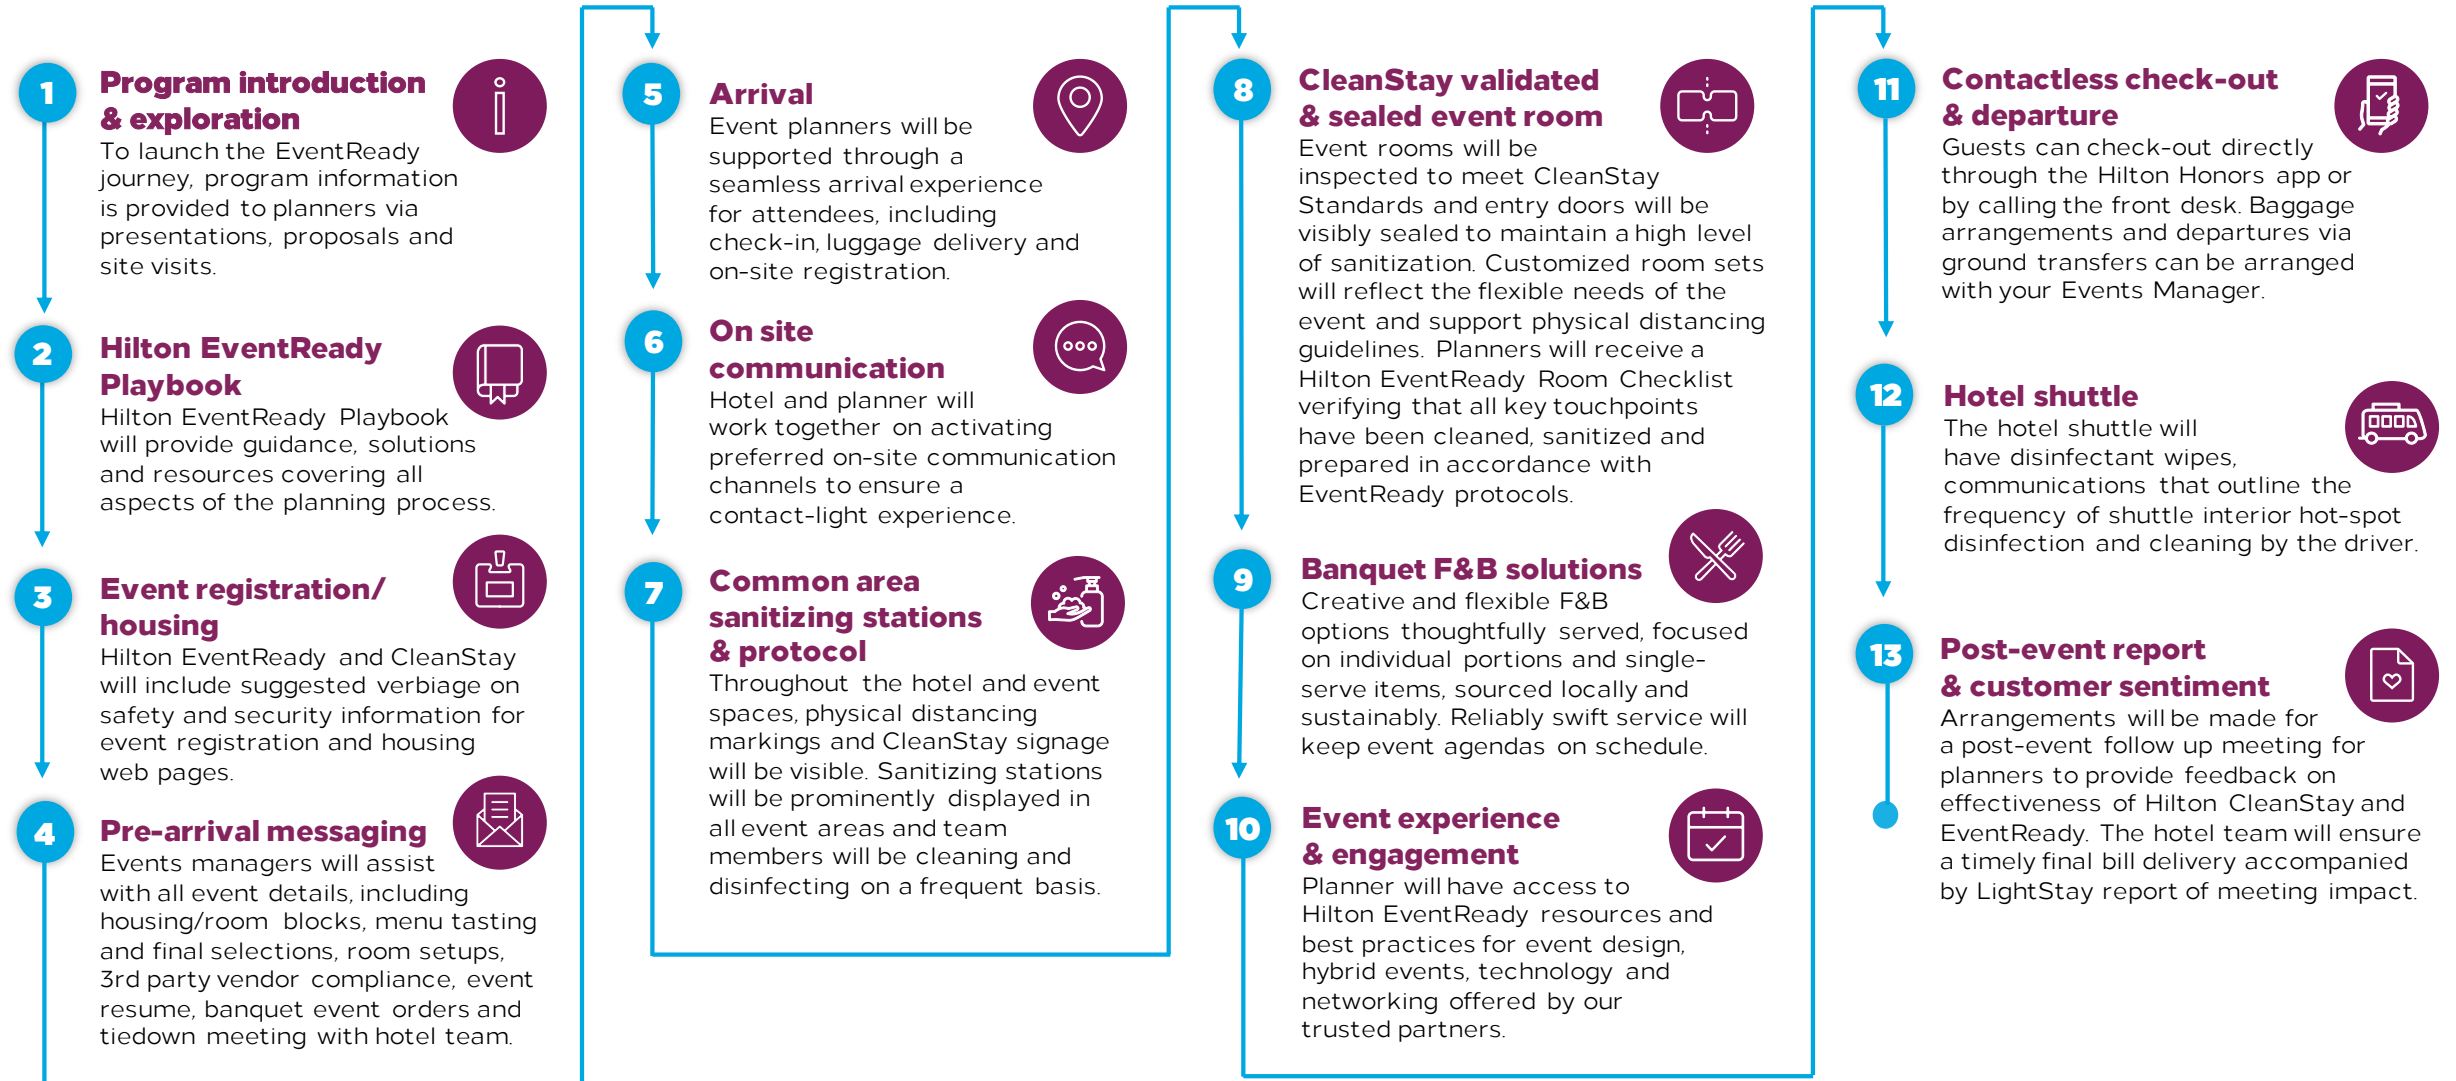 1
Program introduction
& exploration
To launch the EventReady
journey, program information
is provided to planners via
presentations, proposals and
site visits.
2
Hilton EventReady
Playbook
Hilton EventReady Playbook
will provide guidance, solutions
and resources covering all
aspects of the planning process.
3
Event registration/
housing
Hilton EventReady and CleanStay
will include suggested verbiage on
safety and security information for
event registration and housing
web pages.
4
Pre-arrival messaging
Events managers will assist
with all event details, including
housing/room blocks, menu tasting
and final selections, room setups,
3rd party vendor compliance, event
resume, banquet event orders and
tiedown meeting with hotel team.
5
Arrival
Event planners will be
supported through a
seamless arrival experience
for attendees, including
check-in, luggage delivery and
on-site registration.
6
On site
communication
Hotel and planner will
work together on activating
preferred on-site communication
channels to ensure a
contact-light experience.
7
Common area
sanitizing stations
& protocol
Throughout the hotel and event
spaces, physical distancing
markings and CleanStay signage
will be visible. Sanitizing stations
will be prominently displayed in
all event areas and team
members will be cleaning and
disinfecting on a frequent basis.
8
CleanStay validated
& sealed event room
Event rooms will be
inspected to meet CleanStay
Standards and entry doors will be
visibly sealed to maintain a high level
of sanitization. Customized room sets
will reflect the flexible needs of the
event and support physical distancing
guidelines. Planners will receive a
Hilton EventReady Room Checklist
verifying that all key touchpoints
have been cleaned, sanitized and
prepared in accordance with
EventReady protocols.
9
Banquet F&B solutions
Creative and flexible F&B
options thoughtfully served, focused
on individual portions and single-
serve items, sourced locally and
sustainably. Reliably swift service will
keep event agendas on schedule.
10
Event experience
& engagement
Planner will have access to
Hilton EventReady resources and
best practices for event design,
hybrid events, technology and
networking offered by our
trusted partners.
11
Contactless check-out
& departure
Guests can check-out directly
through the Hilton Honors app or
by calling the front desk. Baggage
arrangements and departures via
ground transfers can be arranged
with your Events Manager.
12
Hotel shuttle
The hotel shuttle will
have disinfectant wipes,
communications that outline the
frequency of shuttle interior hot-spot
disinfection and cleaning by the driver.
13
Post-event report
& customer sentiment
Arrangements will be made for
a post-event follow up meeting for
planners to provide feedback on
effectiveness of Hilton CleanStay and
EventReady. The hotel team will ensure
a timely final bill delivery accompanied
by LightStay report of meeting impact.